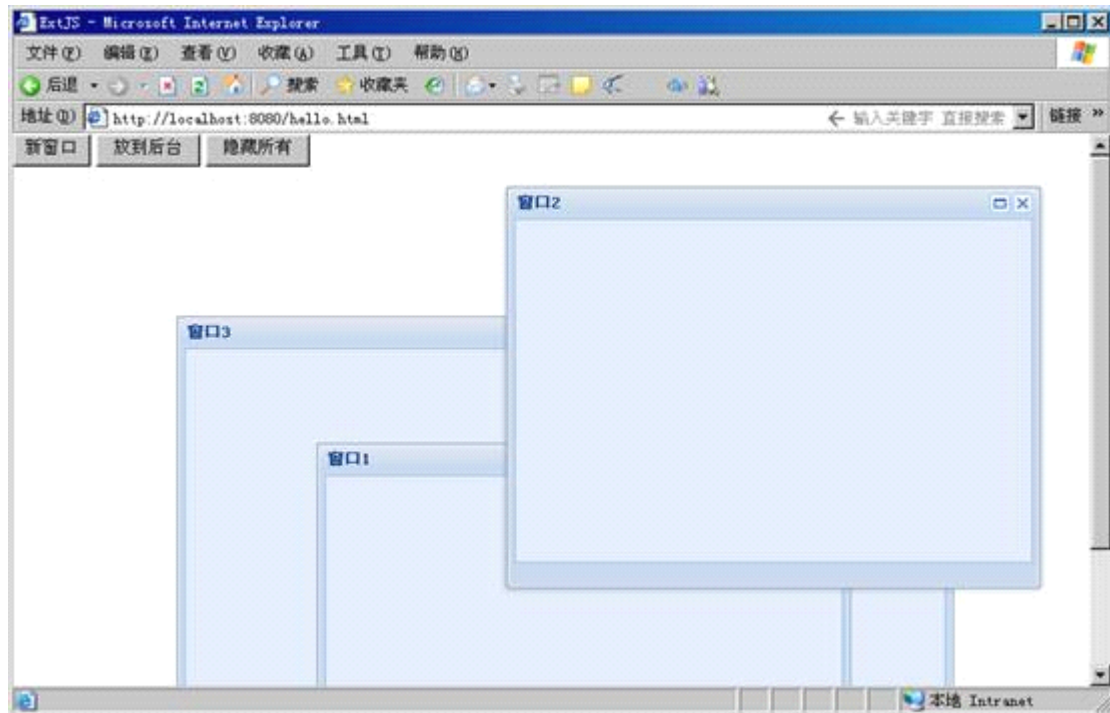 ExtJS - Microsoft Internet Explorer
文件(F) 编辑(E) 查看(V) 收藏(A) 工具(T) 帮助(H)
后退 搜索 收藏夹
地址(D) http://localhost:8080/hello.html 输入关键字 直接搜索 链接 »
新窗口 放到后台 隐藏所有
窗口2
窗口3
窗口1
本地 Intranet